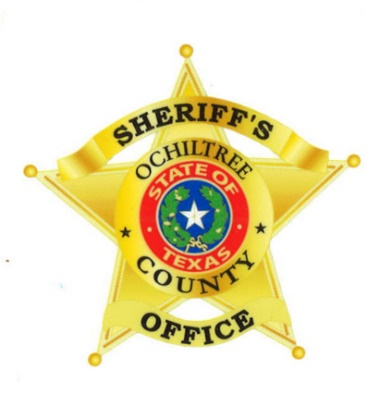 SHERIFF'S
OCHILTREE
STATE OF
TEXAS
COUNTY
OFFICE